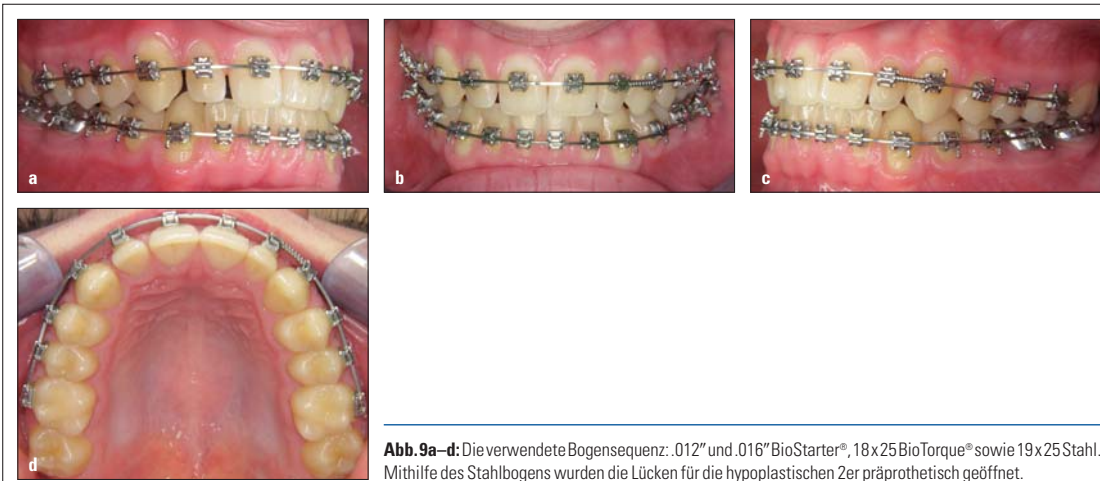 a
b
c
d
Abb. 9a–d: Die verwendete Bogensequenz: .012″ und .016″ BioStarter®, 18 x 25 BioTorque® sowie 19 x 25 Stahl.
Mithilfe des Stahlbogens wurden die Lücken für die hypoplastischen 2er präprothetisch geöffnet.